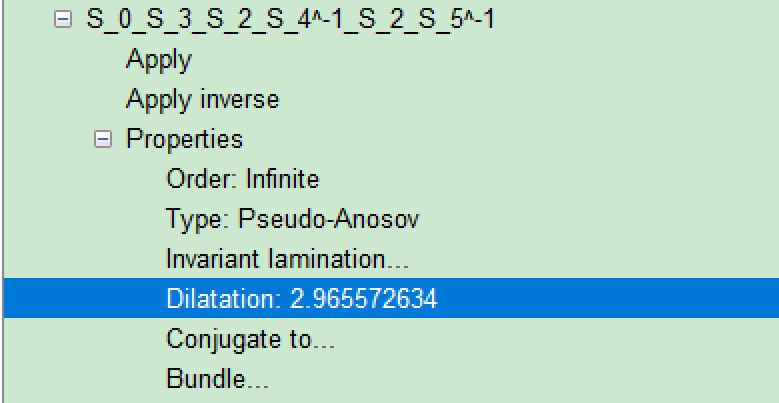 S_0_S_3_S_2_S_4^-1_S_2_S_5^-1
Apply
Apply inverse
Properties
Order: Infinite
Type: Pseudo-Anosov
Invariant lamination...
Dilatation: 2.965572634
Conjugate to...
Bundle...